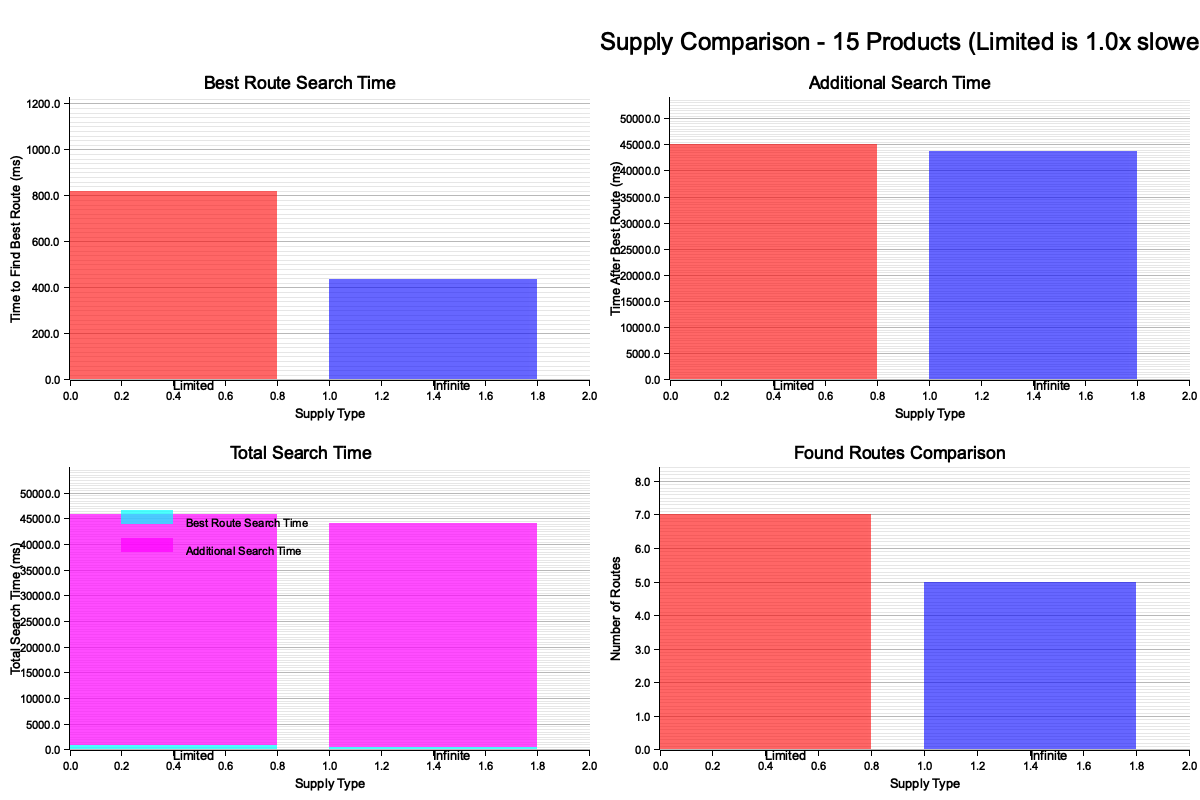 Supply Comparison - 15 Products (Limited is 1.0x slowe
Best Route Search Time
Time to Find Best Route (ms)
1200.0
1000.0
800.0
600.0
400.0
200.0
0.0
Limited
Infinite
0.0 0.2 0.4 0.6 0.8 1.0 1.2 1.4 1.6 1.8 2.0
Supply Type
Additional Search Time
Time After Best Route (ms)
50000.0
45000.0
40000.0
35000.0
30000.0
25000.0
20000.0
15000.0
10000.0
5000.0
0.0
Limited
Infinite
0.0 0.2 0.4 0.6 0.8 1.0 1.2 1.4 1.6 1.8 2.0
Supply Type
Total Search Time
Total Search Time (ms)
50000.0
45000.0
40000.0
35000.0
30000.0
25000.0
20000.0
15000.0
10000.0
5000.0
0.0
Best Route Search Time
Additional Search Time
Limited
Infinite
0.0 0.2 0.4 0.6 0.8 1.0 1.2 1.4 1.6 1.8 2.0
Supply Type
Found Routes Comparison
Number of Routes
8.0
7.0
6.0
5.0
4.0
3.0
2.0
1.0
0.0
Limited
Infinite
0.0 0.2 0.4 0.6 0.8 1.0 1.2 1.4 1.6 1.8 2.0
Supply Type